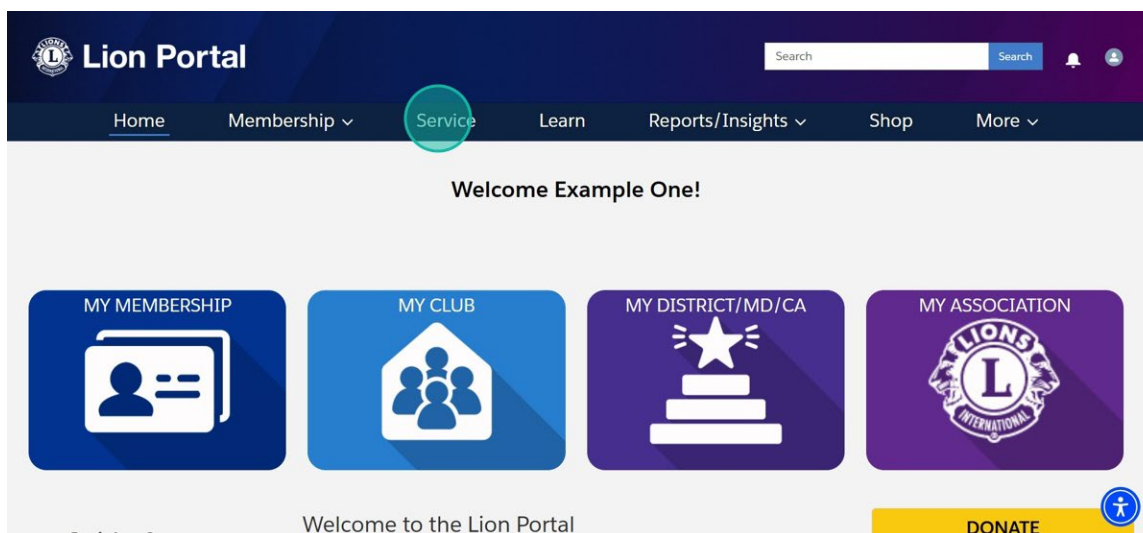 Lion Portal
Search Search
Home Membership Service Learn Reports/Insights Shop More
Welcome Example One!
MY MEMBERSHIP MY CLUB MY DISTRICT/MD/CA MY ASSOCIATION
LIONS
L
INTERNATIONAL
Welcome to the Lion Portal
DONATE